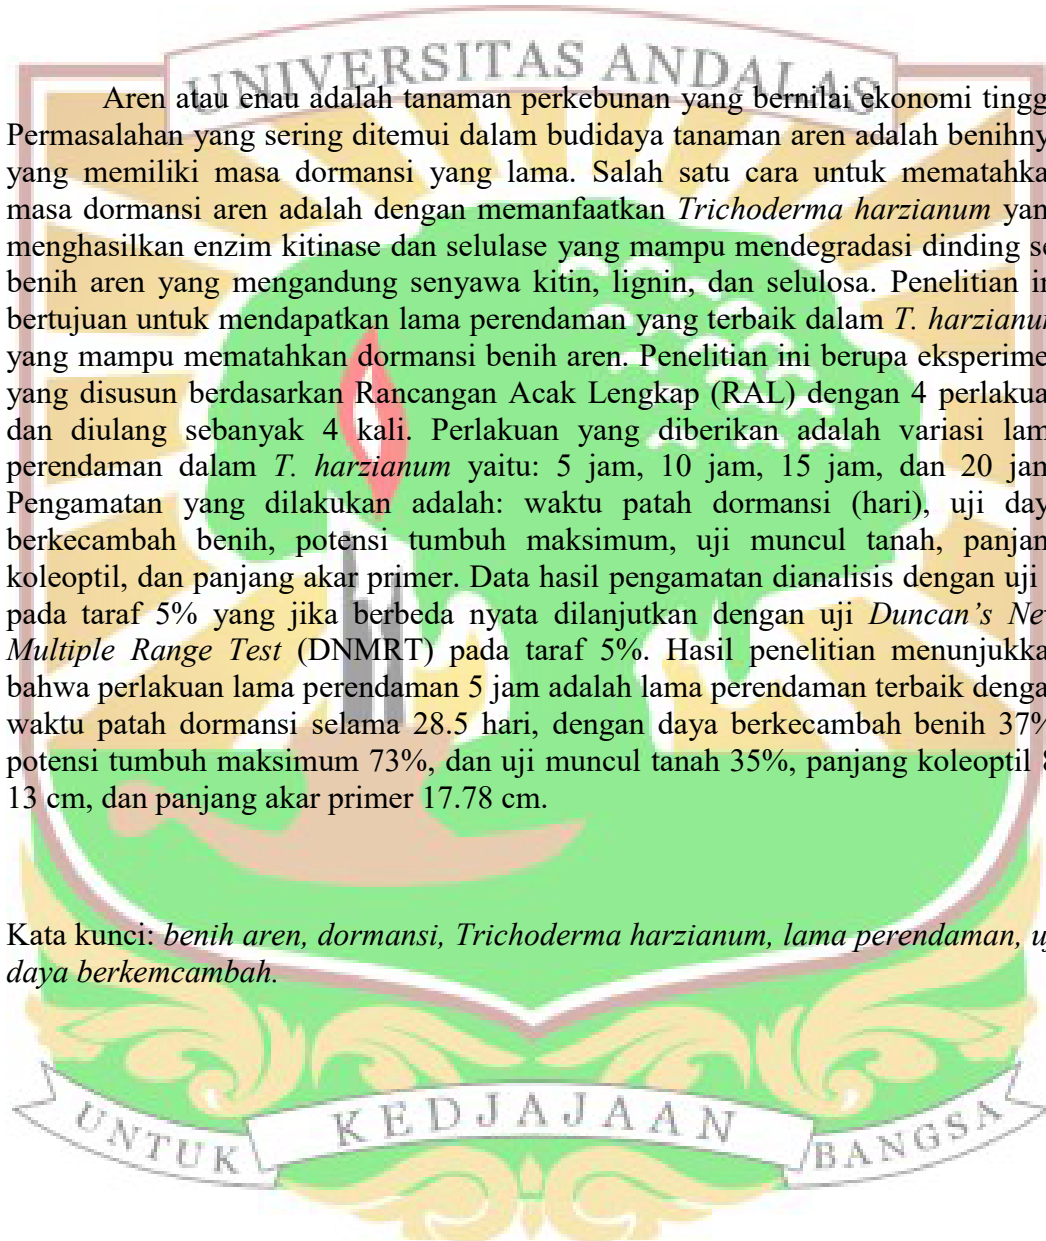 UNIVERSITAS ANDALAS
Aren atau enau adalah tanaman perkebunan yang bernilai ekonomi tingg
Permasalahan yang sering ditemui dalam budidaya tanaman aren adalah benihny
yang memiliki masa dormansi yang lama. Salah satu cara untuk mematahka
masa dormansi aren adalah dengan memanfaatkan Trichoderma harzianum yan
menghasilkan enzim kitinase dan selulase yang mampu mendegradasi dinding se
benih aren yang mengandung senyawa kitin, lignin, dan selulosa. Penelitian in
bertujuan untuk mendapatkan lama perendaman yang terbaik dalam T. harzianum
yang mampu mematahkan dormansi benih aren. Penelitian ini berupa eksperime
yang disusun berdasarkan Rancangan Acak Lengkap (RAL) dengan 4 perlakua
dan diulang sebanyak 4 kali. Perlakuan yang diberikan adalah variasi lam
perendaman dalam T. harzianum yaitu: 5 jam, 10 jam, 15 jam, dan 20 jam
Pengamatan yang dilakukan adalah: waktu patah dormansi (hari), uji day
berkecambah benih, potensi tumbuh maksimum, uji muncul tanah, panjan
koleoptil, dan panjang akar primer. Data hasil pengamatan dianalisis dengan uji
pada taraf 5% yang jika berbeda nyata dilanjutkan dengan uji Duncan’s Ne
Multiple Range Test (DNMRT) pada taraf 5%. Hasil penelitian menunjukka
bahwa perlakuan lama perendaman 5 jam adalah lama perendaman terbaik denga
waktu patah dormansi selama 28.5 hari, dengan daya berkecambah benih 37%
potensi tumbuh maksimum 73%, dan uji muncul tanah 35%, panjang koleoptil 8
13 cm, dan panjang akar primer 17.78 cm.
Kata kunci: benih aren, dormansi, Trichoderma harzianum, lama perendaman, uj
daya berkemcambah.
UNTUK KEDJAJAAN BANGSA